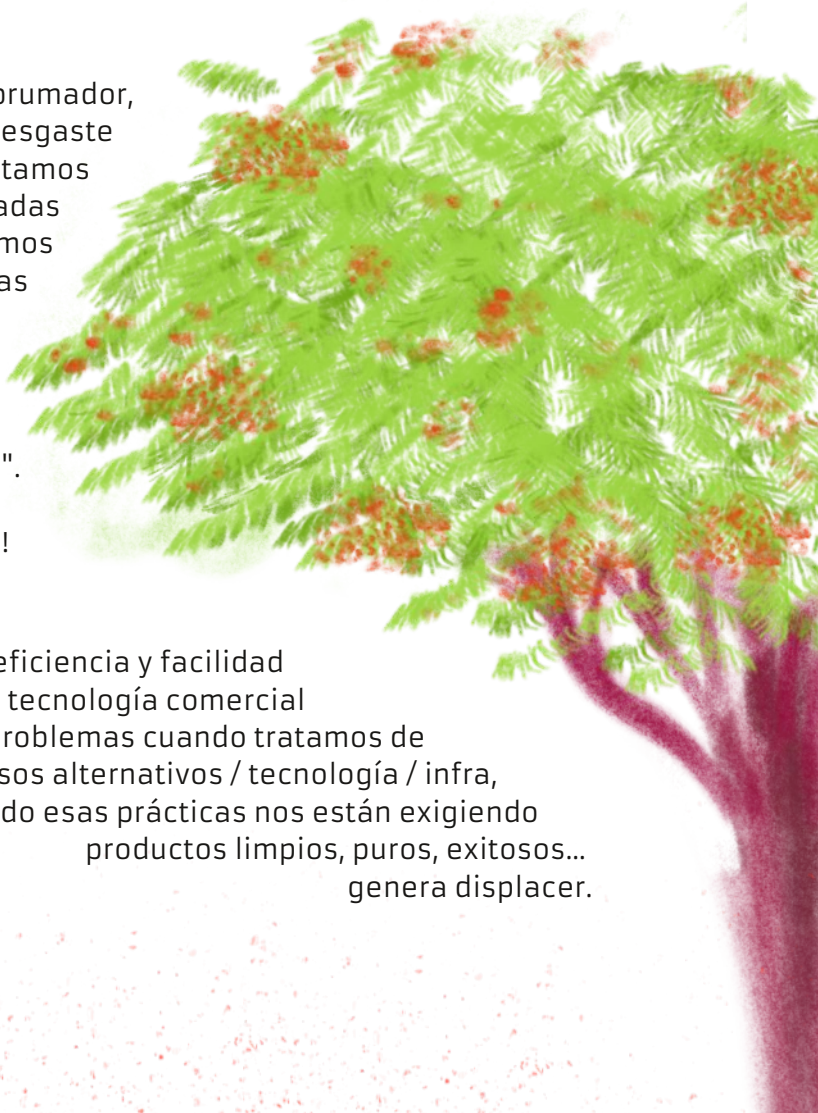 brumador,
esgaste
tamos
adas
mos
as
".
!
eficiencia y facilidad
tecnología comercial
roblemas cuando tratamos de
sos alternativos / tecnología / infra,
do esas prácticas nos están exigiendo
productos limpios, puros, exitosos...
genera displacer.